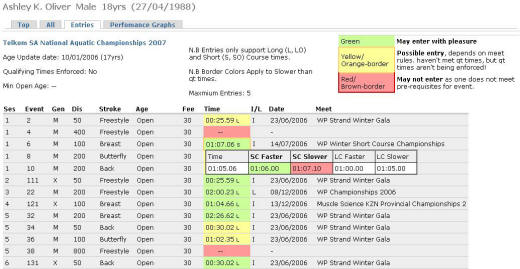 Ashley K. Oliver Male 18yrs (27/04/1988)
Top All Entries Perfomance Graphs
Telkom SA National Aquatic Championships 2007
Age Update date: 10/01/2006 (17yrs)
Qualifying Times Enforced: No
Min Open Age: --
N.B Entries only support Long (L, LO)
and Short (S, SO) Course times.
N.B Border Colors Apply to Slower than
qt times.
Maxmium Entries: 5
Green May enter with pleasure
Yellow/
Orange-border
Possible entry, depends on meet
rules. haven't met qt times, but qt
times aren't being enforced!
Red/
Brown-border
May not enter as one does not meet
pre-requisites for event.
Ses Event Gen Dis Stroke Age Fee Time I/L Date Meet
1 2 M 50 Freestyle Open 30 00:25.59 L I 23/06/2006 WP Strand Winter Gala
1 4 M 400 Freestyle Open 30 -- -
1 6 M 100 Breast Open 30 01:07.06 S I 14/07/2006 WP Winter Short Course Championships
1 8 M 200 Butterfly Open 30 Time SC Faster SC Slower LC Faster LC Slower
1 10 M 200 Back Open 30 01:05.06 01:06.00 01:07.10 01:00.00 01:05.00
2 111 X 50 Freestyle Open 30 00:25.59 L I 23/06/2006 WP Strand Winter Gala
3 22 M 200 Freestyle Open 30 02:00.23 L L 08/12/2006 WP Championships 2006
4 121 X 100 Breast Open 30 01:04.66 L I 13/12/2006 Muscle Science KZN Provincial Championships 2
5 32 M 200 Breast Open 30 02:26.62 L I 23/06/2006 WP Strand Winter Gala
5 34 M 50 Back Open 30 00:30.02 L I 23/06/2006 WP Strand Winter Gala
5 36 M 100 Butterfly Open 30 01:02.35 L I 23/06/2006 WP Strand Winter Gala
5 38 M 800 Freestyle Open 30 -- -
6 131 X 50 Back Open 30 00:30.02 L I 23/06/2006 WP Strand Winter Gala